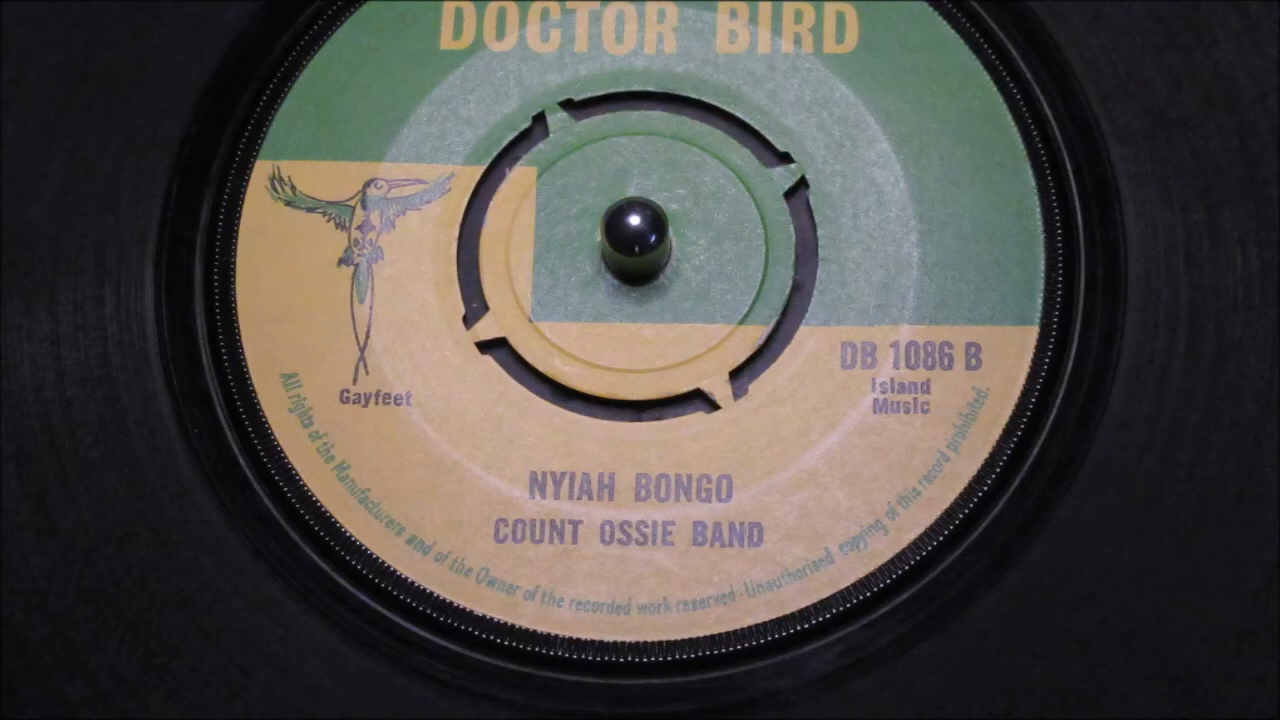 DOCTOR BIRD
DB 1086 B
Island
Music
Gayfeet
NYIAH BONGO
COUNT OSSIE BAND
All rights of the Manufacturers and of the Owner of the recorded work reserved · Unauthorised copying of this record prohibited.